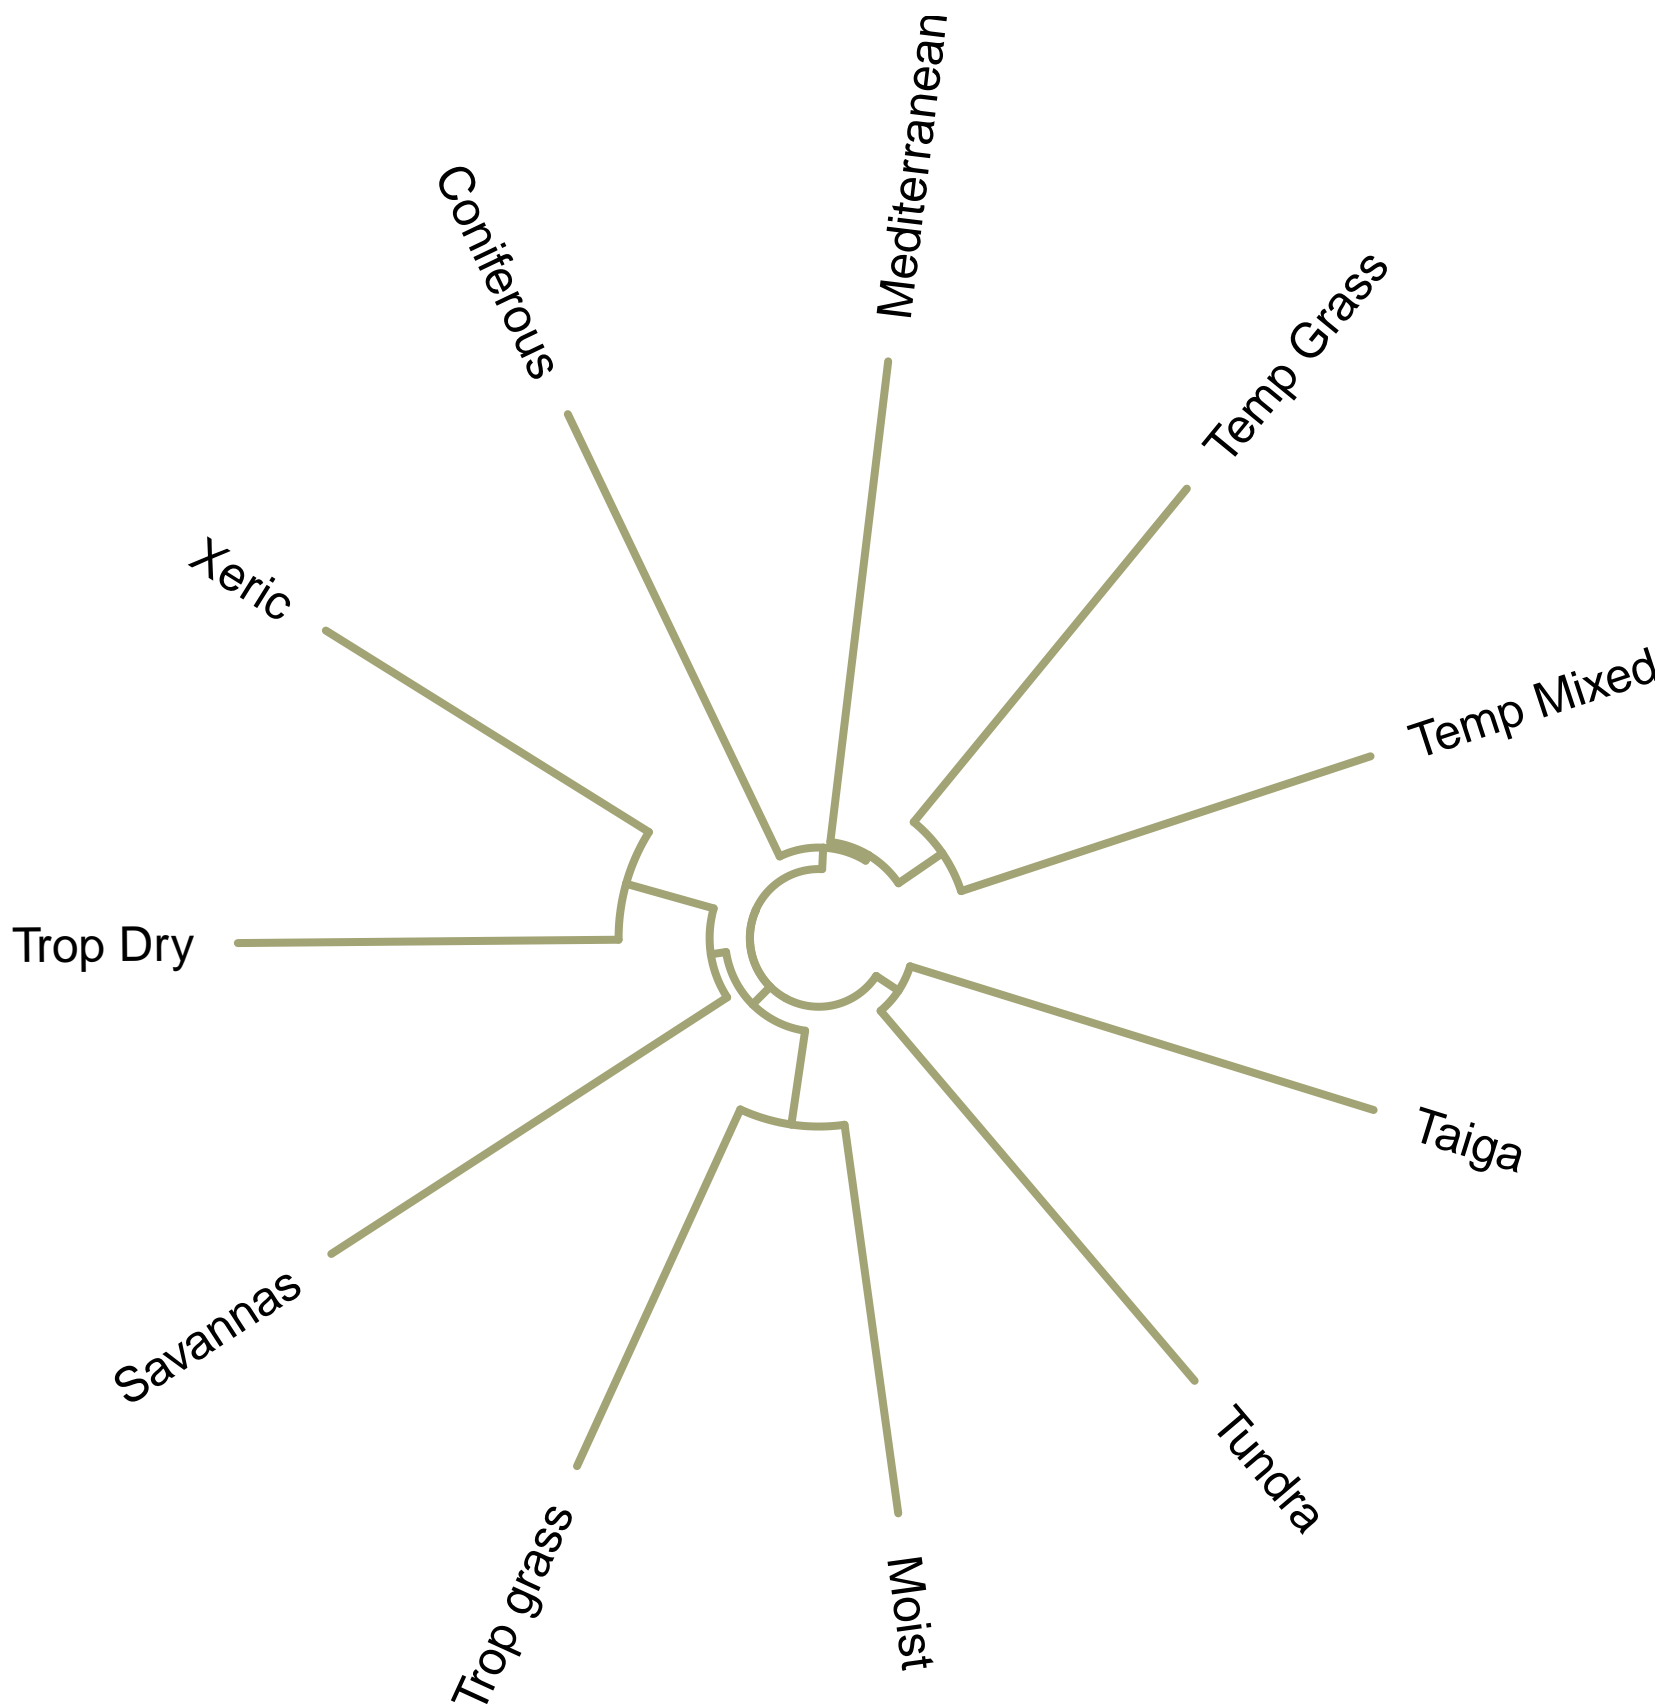 Mediterranean
Coniferous
Temp Grass
Xeric
Temp Mixed
Trop Dry
Taiga
Savannas
Tundra
Trop grass
Moist